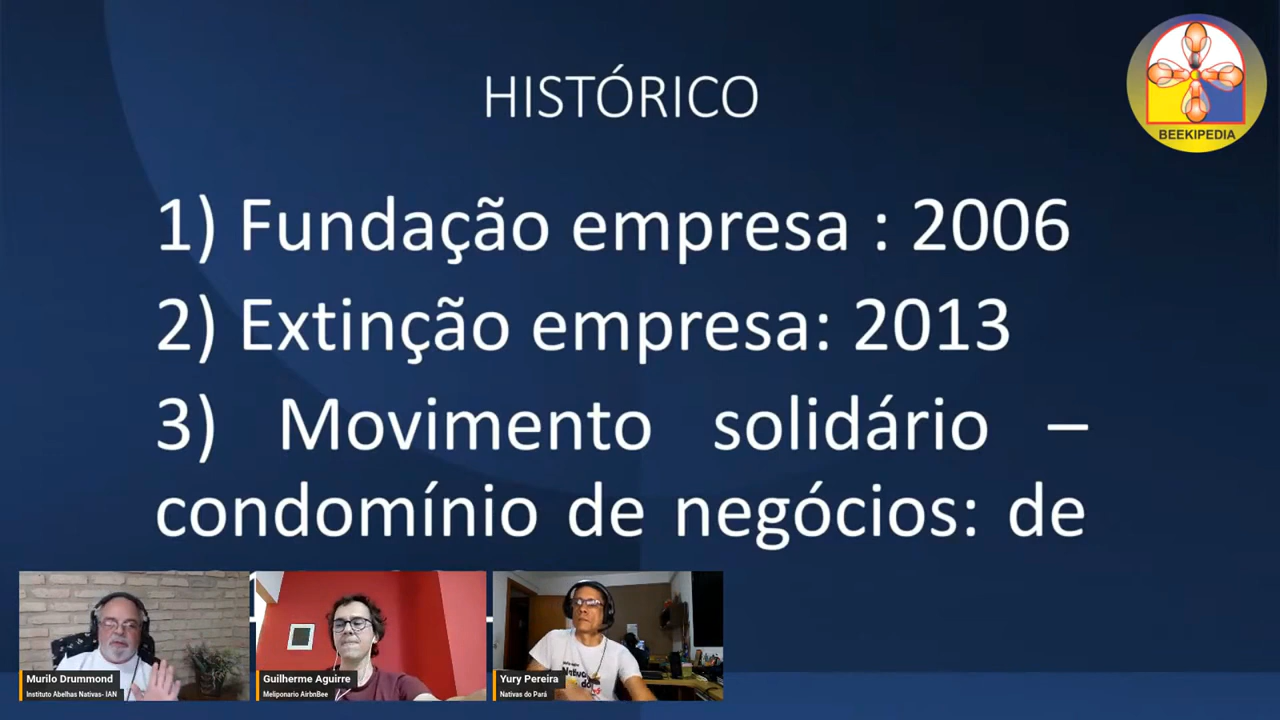 HISTÓRICO
BEEKIPEDIA
1) Fundação empresa : 2006
2) Extinção empresa: 2013
3) Movimento solidário –
condomínio de negócios: de
Murilo Drummond
Instituto Abelhas Nativas- IAN
Guilherme Aguirre
Meliponario AirbnBee
Yury Pereira
Nativas do Pará